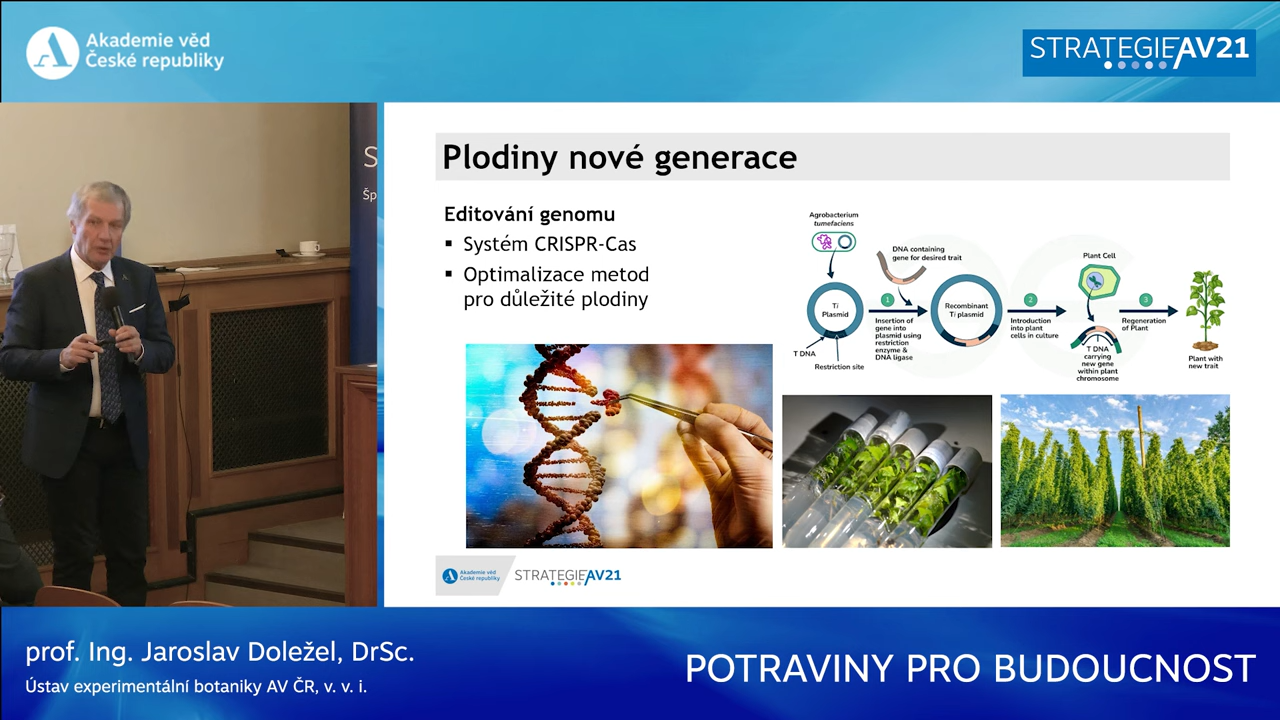 Akademie věd
České republiky
STRATEGIE AV21
S
Šp
Plodiny nové generace
Editování genomu
▪ Systém CRISPR-Cas
▪ Optimalizace metod
pro důležité plodiny
Agrobacterium
tumefaciens
DNA containing
gene for desired trait
Plant Cell
Ti
Plasmid
1
Recombinant
Ti plasmid
2
3
Insertion of
gene into
plasmid using
restriction
enzyme &
DNA ligase
Introduction
into plant
cells in culture
Regeneration
of Plant
T DNA
Restriction site
T DNA
carrying
new gene
within plant
chromosome
Plant with
new trait
Akademie věd
České republiky
STRATEGIE AV21
prof. Ing. Jaroslav Doležel, DrSc.
Ústav experimentální botaniky AV ČR, v. v. i.
POTRAVINY PRO BUDOUCNOST